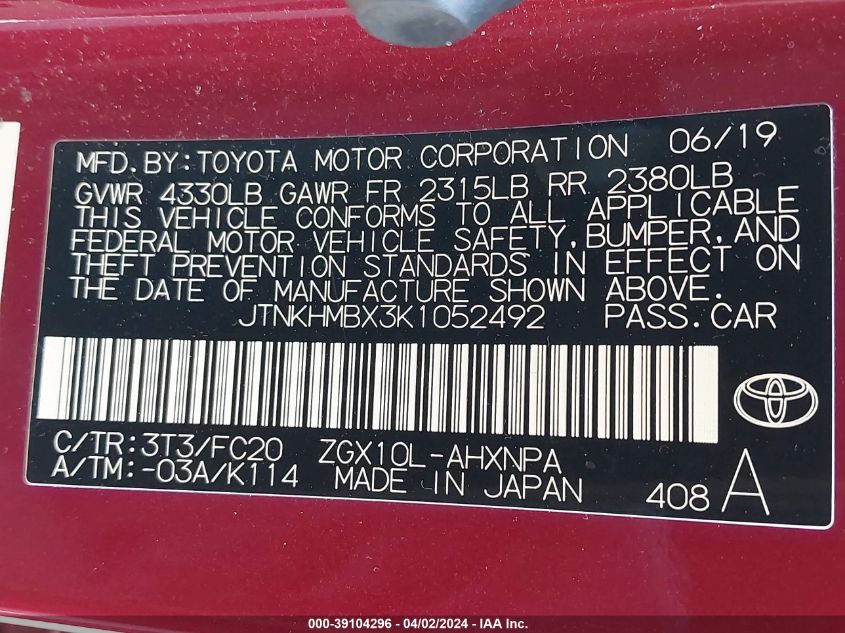 MFD.BY:TOYOTA MOTOR CORPORATION 06/19
GVWR 4330LB GAWR FR 2315LB RR 2380LB
THIS VEHICLE CONFORMS TO ALL APPLICABLE
FEDERAL MOTOR VEHICLE SAFETY,BUMPER,AND
THEFT PREVENTION STANDARDS IN EFFECT ON
THE DATE OF MANUFACTURE SHOWN ABOVE.
JTNKHMBX3K1052492 PASS.CAR
C/TR:3T3/FC20 ZGX10L-AHXNPA
A/TM:-03A/K114 MADE IN JAPAN 408 A
000-39104296 - 04/02/2024 - IAA Inc.